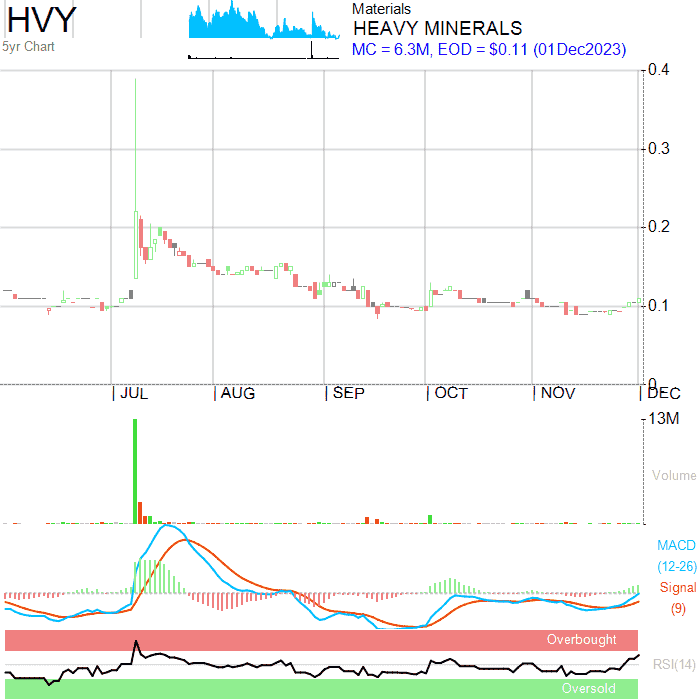 HVY
5yr Chart
Materials
HEAVY MINERALS
MC = 6.3M, EOD = $0.11 (01Dec2023)
0.4
0.3
0.2
0.1
0
JUL
AUG
SEP
OCT
NOV
DEC
13M
Volume
MACD
(12-26)
Signal
(9)
Overbought
RSI(14)
Oversold